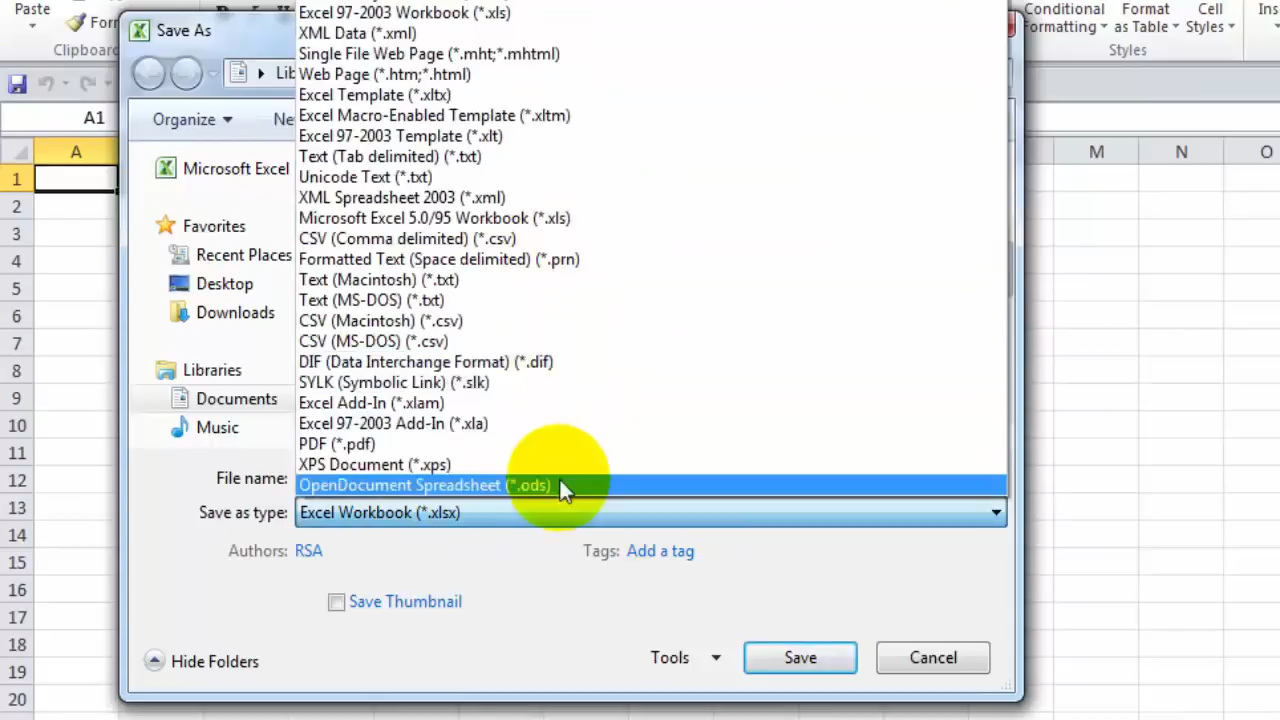 Paste
Clipboard
Conditional Formatting
Format as Table
Cell Styles
Ins
Styles
Save As
Lib
Organize
Ne
A1
A
M
N
O
1
2
3
4
5
6
7
8
9
10
11
12
13
14
15
16
17
18
19
20
Microsoft Excel
Favorites
Recent Places
Desktop
Downloads
Libraries
Documents
Music
Excel 97-2003 Workbook (*.xls)
XML Data (*.xml)
Single File Web Page (*.mht;*.mhtml)
Web Page (*.htm;*.html)
Excel Template (*.xltx)
Excel Macro-Enabled Template (*.xltm)
Excel 97-2003 Template (*.xlt)
Text (Tab delimited) (*.txt)
Unicode Text (*.txt)
XML Spreadsheet 2003 (*.xml)
Microsoft Excel 5.0/95 Workbook (*.xls)
CSV (Comma delimited) (*.csv)
Formatted Text (Space delimited) (*.prn)
Text (Macintosh) (*.txt)
Text (MS-DOS) (*.txt)
CSV (Macintosh) (*.csv)
CSV (MS-DOS) (*.csv)
DIF (Data Interchange Format) (*.dif)
SYLK (Symbolic Link) (*.slk)
Excel Add-In (*.xlam)
Excel 97-2003 Add-In (*.xla)
PDF (*.pdf)
XPS Document (*.xps)
OpenDocument Spreadsheet (*.ods)
File name:
Save as type: Excel Workbook (*.xlsx)
Authors: RSA
Tags: Add a tag
Save Thumbnail
Hide Folders
Tools
Save
Cancel